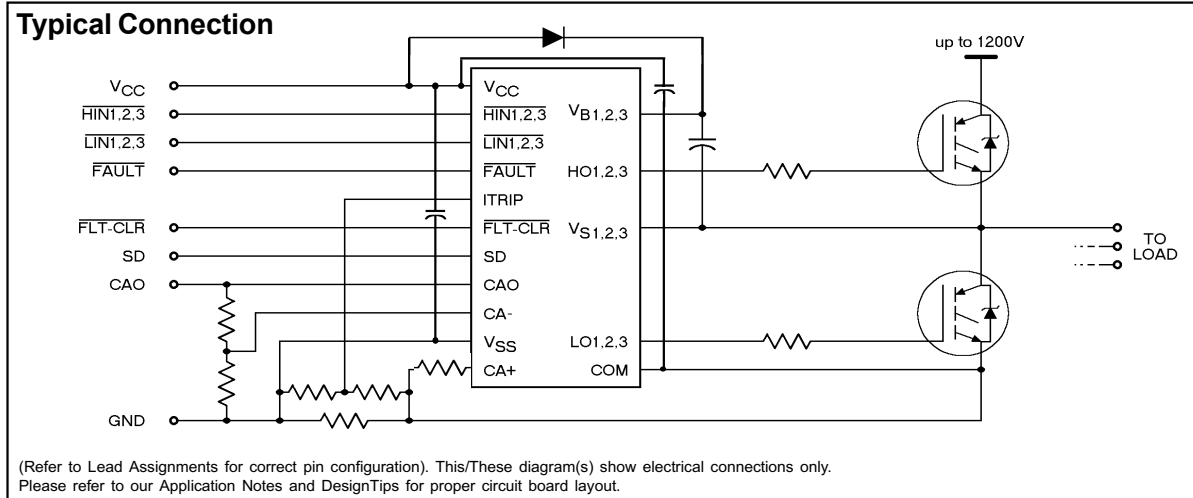 Typical Connection
up to 1200V
VCC
HIN1,2,3
LIN1,2,3
FAULT
FLT-CLR
SD
CAO
GND
VCC
HIN1,2,3
LIN1,2,3
FAULT
ITRIP
FLT-CLR
SD
CAO
CA-
VSS
CA+
VB1,2,3
HO1,2,3
VS1,2,3
LO1,2,3
COM
TO
LOAD
(Refer to Lead Assignments for correct pin configuration). This/These diagram(s) show electrical connections only.
Please refer to our Application Notes and DesignTips for proper circuit board layout.